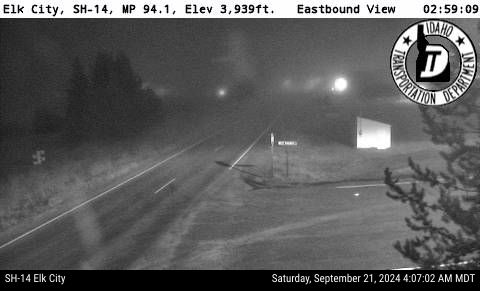 Elk City, SH-14, MP 94.1, Elev 3,939ft. Eastbound View 02:59:09
IDAHO
TRANSPORTATION DEPARTMENT
SH-14 Elk City Saturday, September 21, 2024 4:07:02 AM MDT